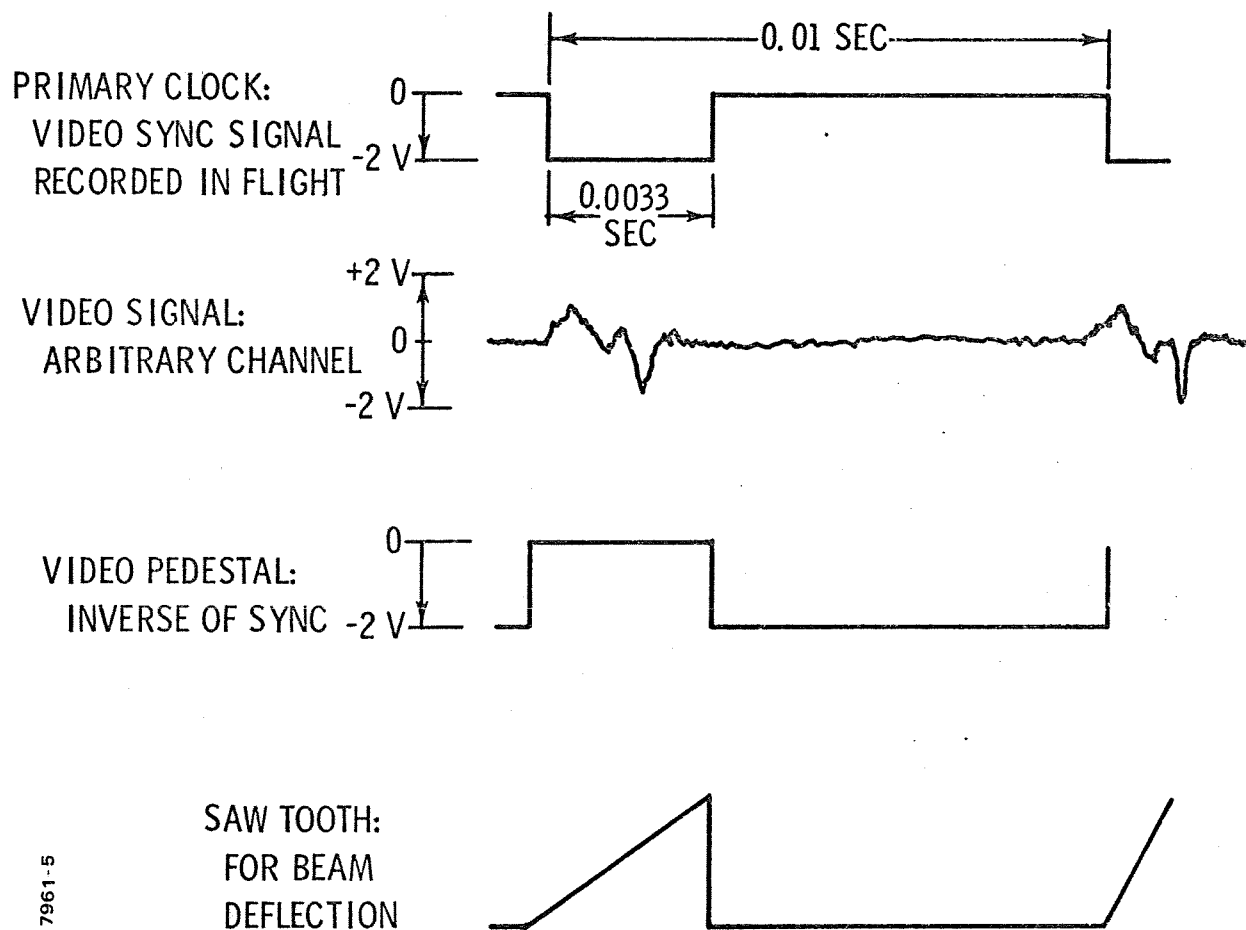 0.01 SEC
PRIMARY CLOCK:
VIDEO SYNC SIGNAL
RECORDED IN FLIGHT
0
-2 V
0.0033
SEC
VIDEO SIGNAL:
ARBITRARY CHANNEL
+2 V
0
-2 V
VIDEO PEDESTAL:
INVERSE OF SYNC
0
-2 V
SAW TOOTH:
FOR BEAM
DEFLECTION
7961-5